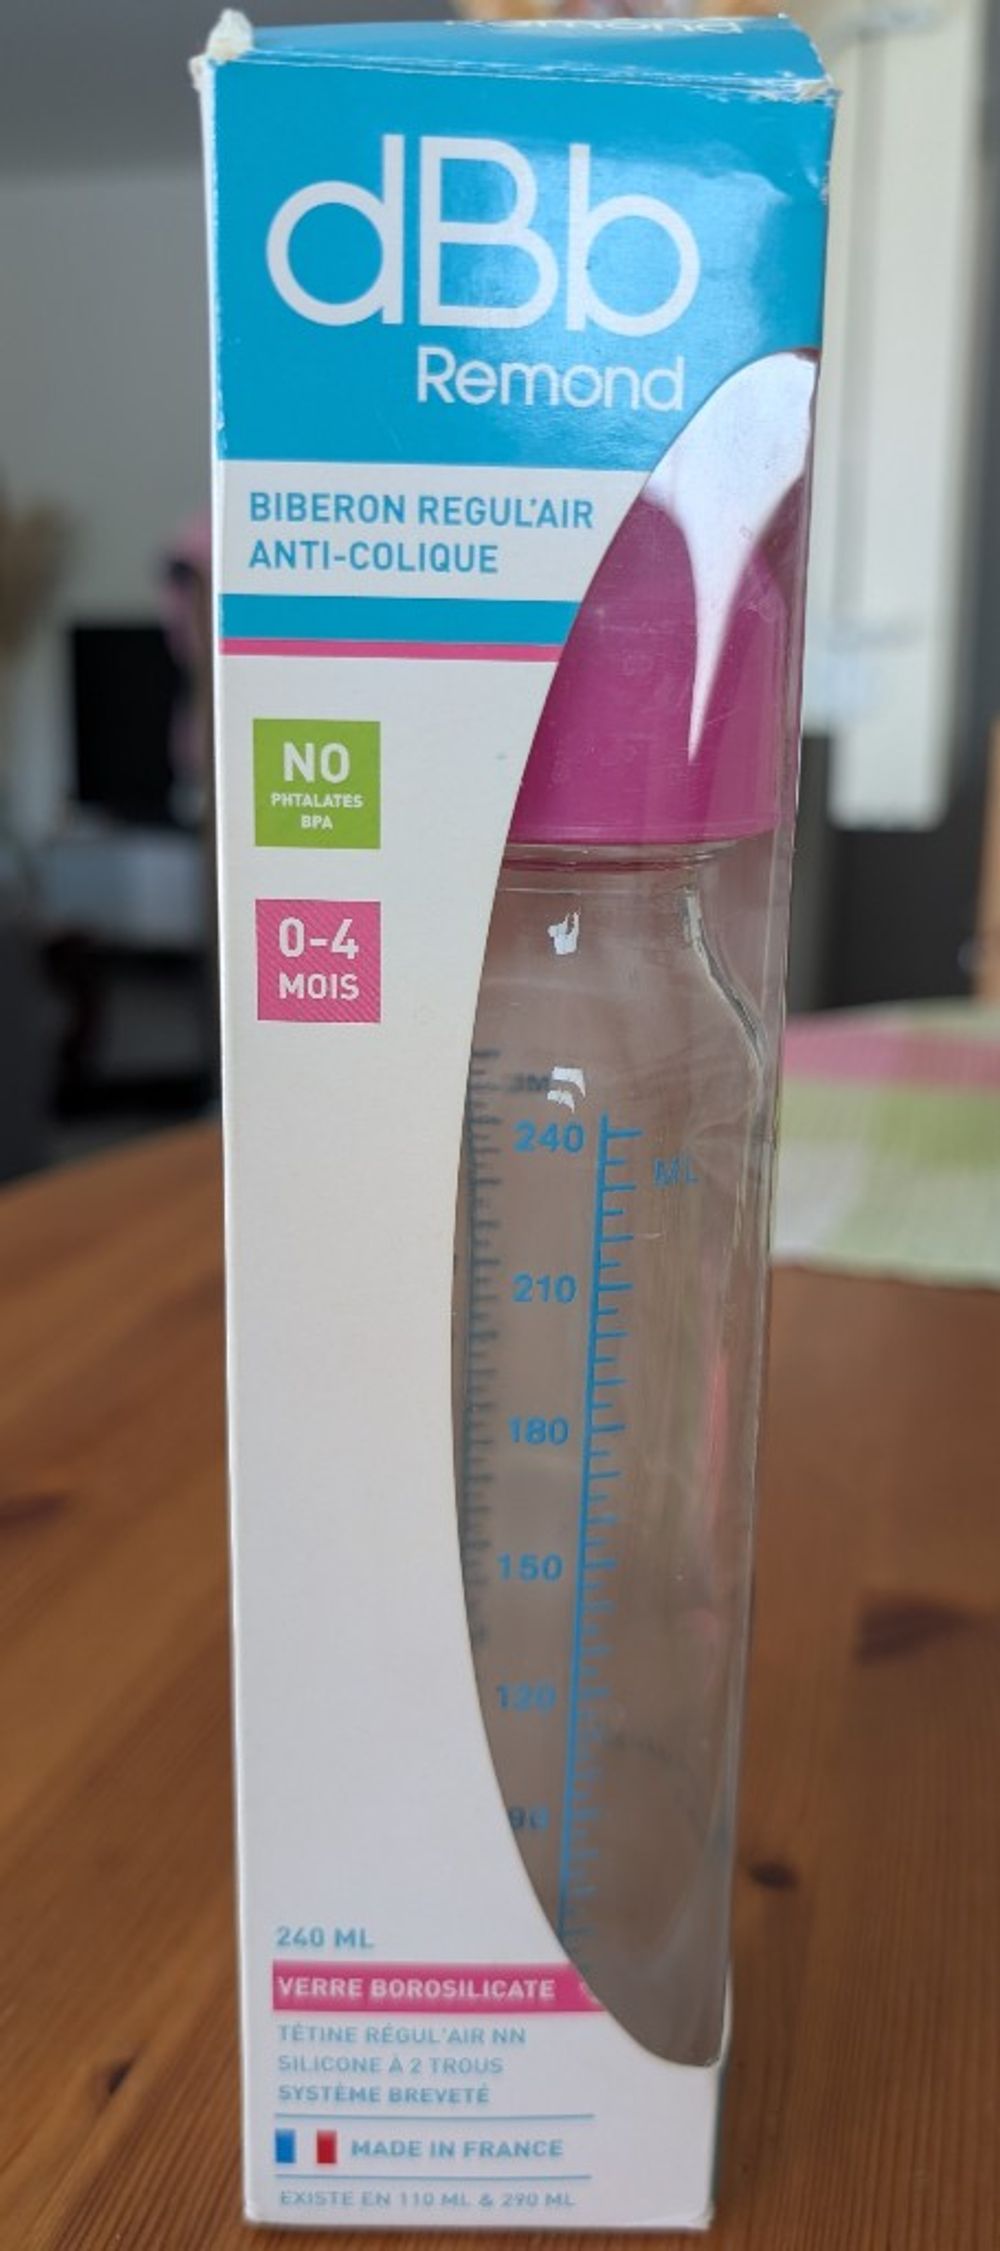 dBb
Remond
BIBERON REGUL'AIR
ANTI-COLIQUE
NO
PHTALATES
BPA
0-4
MOIS
240
ML
210
180
150
120
90
240 ML
VERRE BOROSILICATE
TÉTINE RÉGUL'AIR NN
SILICONE À 2 TROUS
SYSTÈME BREVETÉ
MADE IN FRANCE
EXISTE EN 110 ML & 290 ML